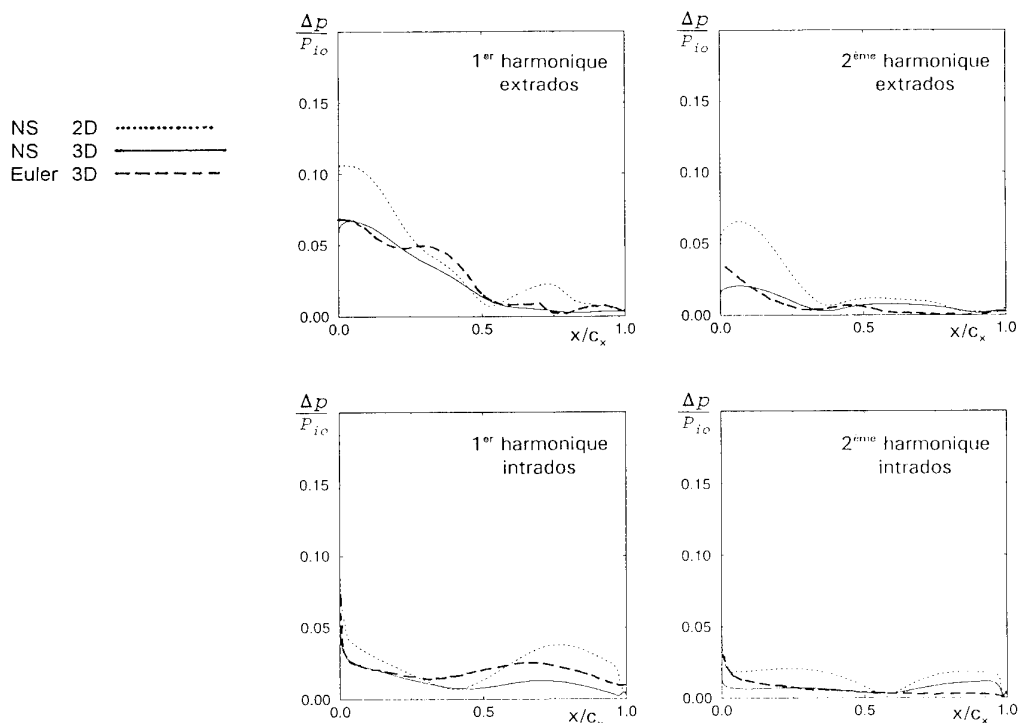 NS 2D
NS 3D
Euler 3D
Δp
P_io
1er harmonique
extrados
0.15
0.10
0.05
0.00
0.0
0.5
1.0
x/c_x
Δp
P_io
2ème harmonique
extrados
0.15
0.10
0.05
0.00
0.0
0.5
1.0
x/c_x
Δp
P_io
1er harmonique
intrados
0.15
0.10
0.05
0.00
0.0
0.5
1.0
x/c_x
Δp
P_io
2ème harmonique
intrados
0.15
0.10
0.05
0.00
0.0
0.5
1.0
x/c_x